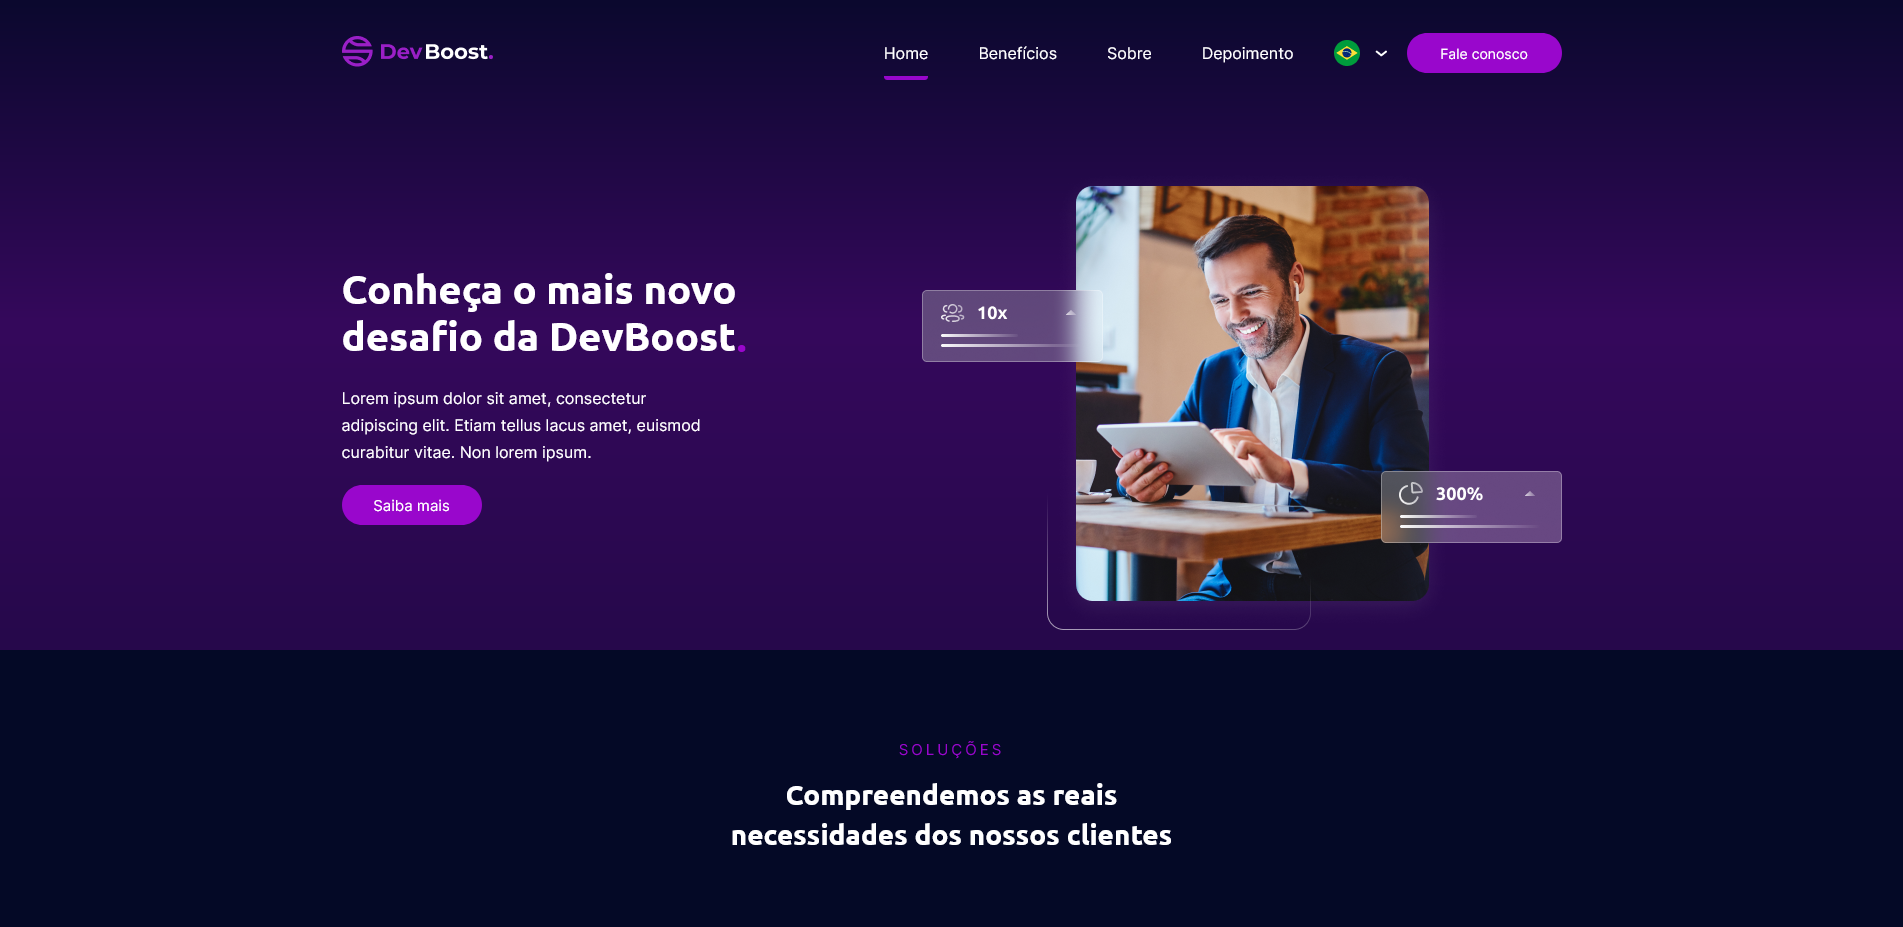 DevBoost.
Home
Benefícios
Sobre
Depoimento
Fale conosco
Conheça o mais novo
desafio da DevBoost.
Lorem ipsum dolor sit amet, consectetur
adipiscing elit. Etiam tellus lacus amet, euismod
curabitur vitae. Non lorem ipsum.
Saiba mais
10x
300%
SOLUÇÕES
Compreendemos as reais
necessidades dos nossos clientes